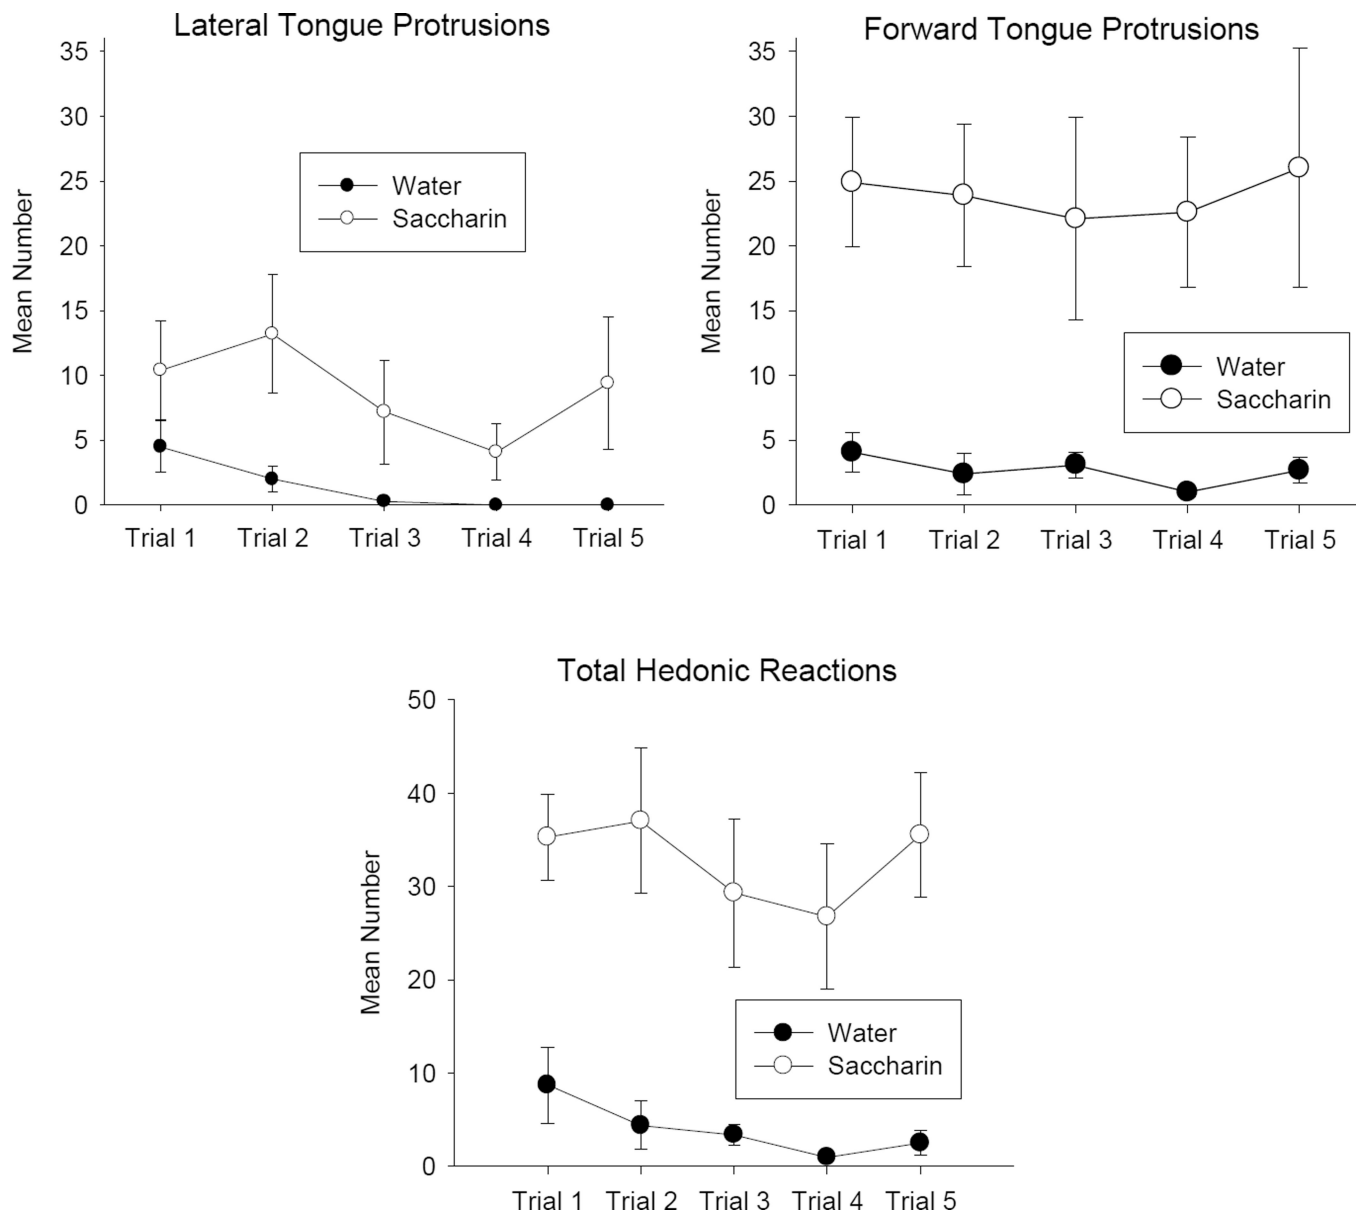 Lateral Tongue Protrusions
35
30
25
20
15
10
5
0
Mean Number
Water
Saccharin
Trial 1 Trial 2 Trial 3 Trial 4 Trial 5
Forward Tongue Protrusions
35
30
25
20
15
10
5
0
Mean Number
Water
Saccharin
Trial 1 Trial 2 Trial 3 Trial 4 Trial 5
Total Hedonic Reactions
50
40
30
20
10
0
Mean Number
Water
Saccharin
Trial 1 Trial 2 Trial 3 Trial 4 Trial 5